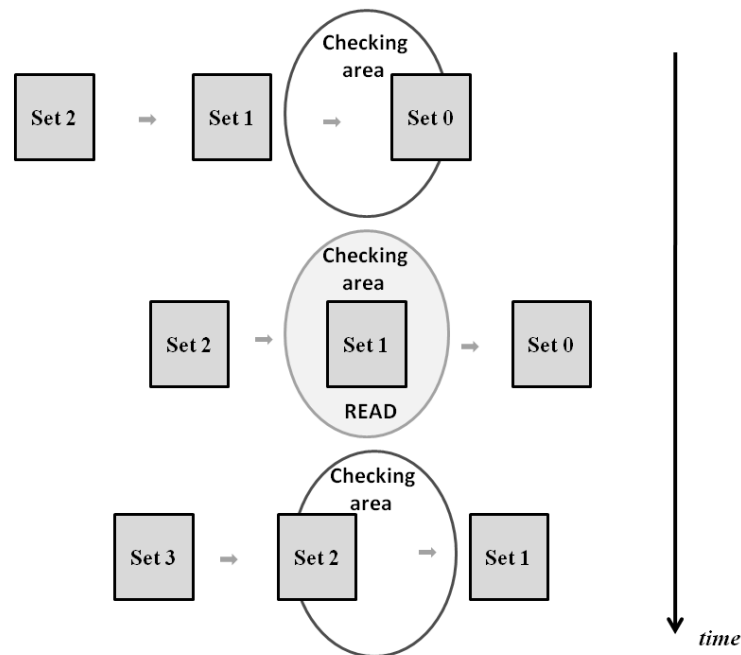 Checking
area
Set 2
Set 1
Set 0
Checking
area
Set 2
Set 1
Set 0
READ
Checking
area
Set 3
Set 2
Set 1
time